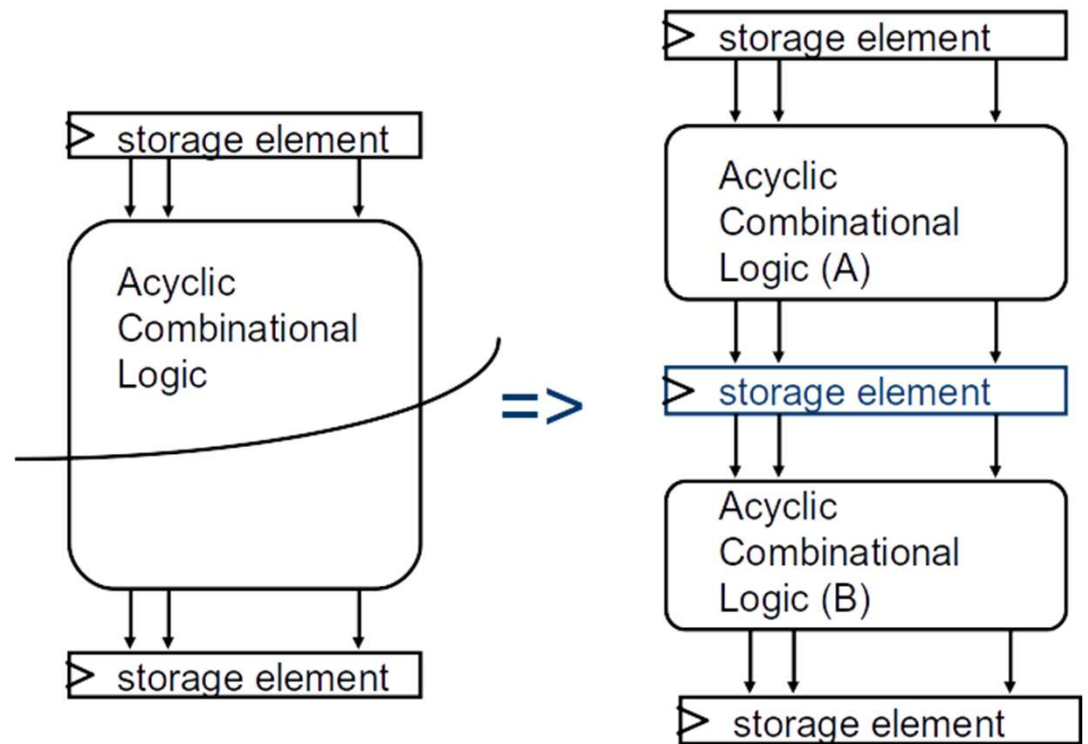 storage element
Acyclic
Combinational
Logic
storage element
=>
storage element
Acyclic
Combinational
Logic (A)
storage element
Acyclic
Combinational
Logic (B)
storage element